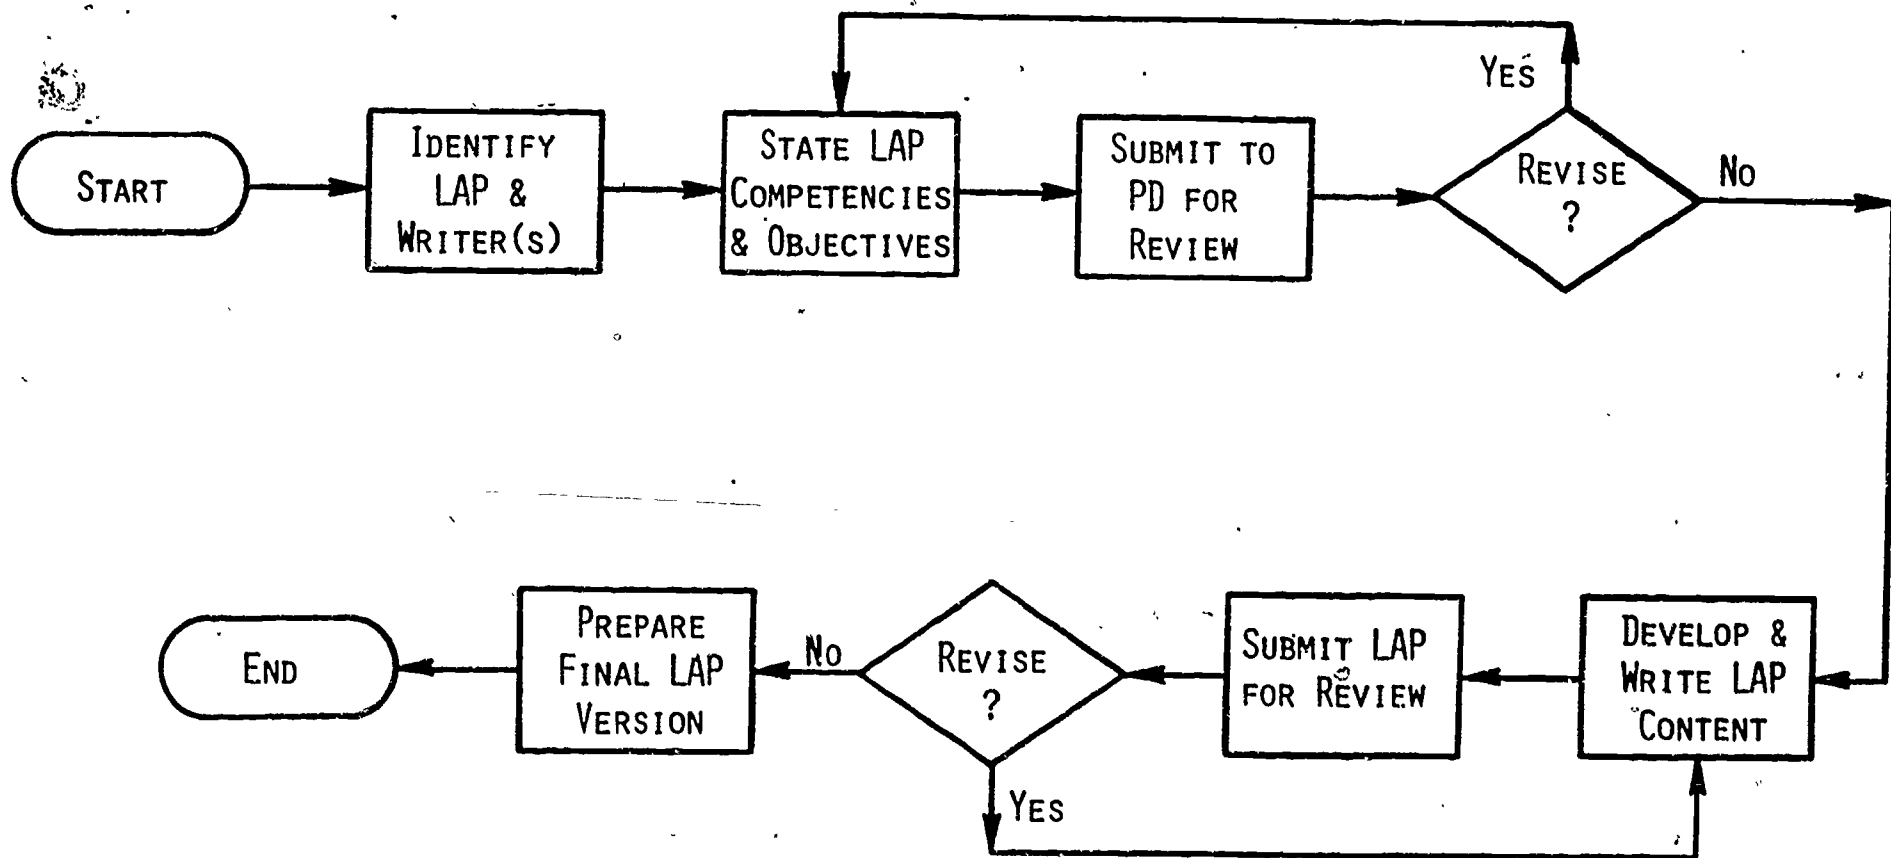 START
IDENTIFY
LAP &
WRITER(S)
STATE LAP
COMPETENCIES
& OBJECTIVES
SUBMIT TO
PD FOR
REVIEW
REVISE
?
YES
NO
DEVELOP &
WRITE LAP
CONTENT
SUBMIT LAP
FOR REVIEW
REVISE
?
YES
NO
PREPARE
FINAL LAP
VERSION
END